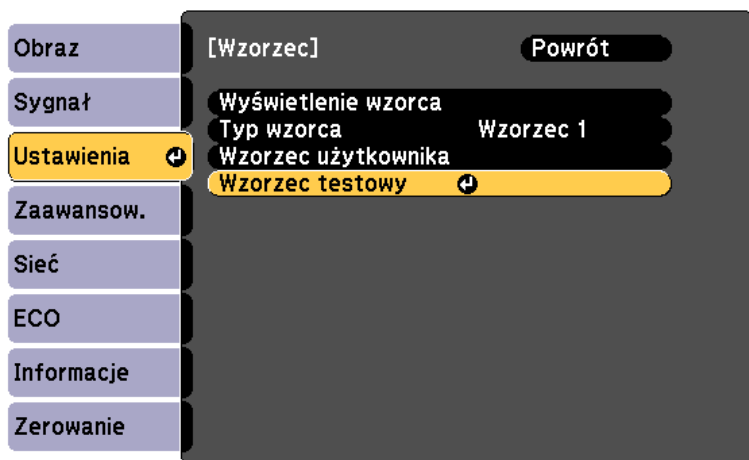 Obraz
Sygnał
Ustawienia
Zaawansow.
Sieć
ECO
Informacje
Zerowanie
[Wzorzec] Powrót
Wyświetlenie wzorca
Typ wzorca Wzorzec 1
Wzorzec użytkownika
Wzorzec testowy